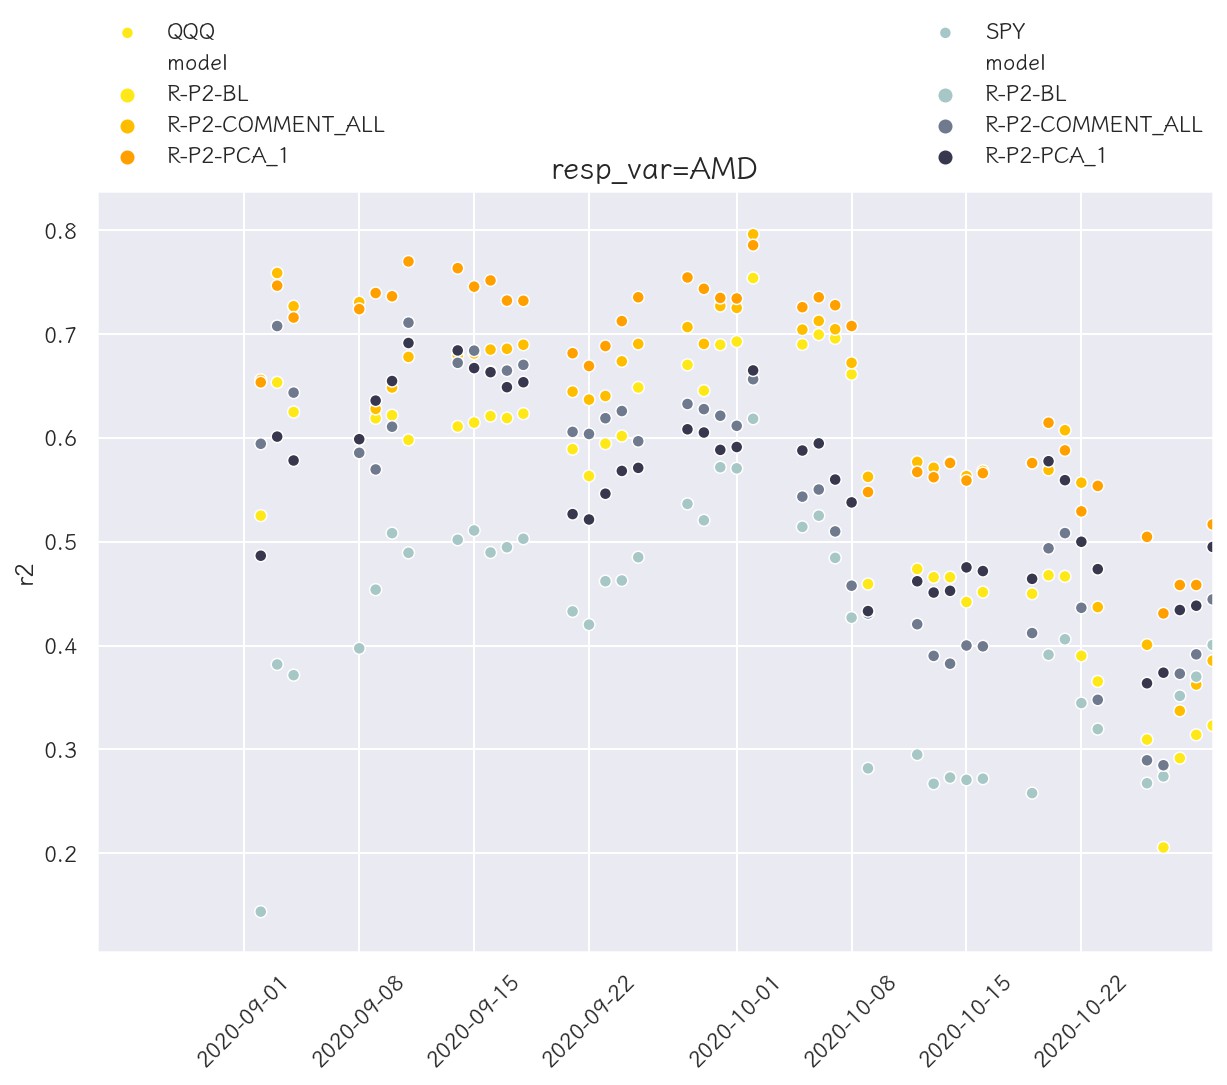 QQQ
model
R-P2-BL
R-P2-COMMENT_ALL
R-P2-PCA_1
SPY
model
R-P2-BL
R-P2-COMMENT_ALL
R-P2-PCA_1
resp_var=AMD
0.8
0.7
0.6
0.5
0.4
0.3
0.2
r2
2020-09-01
2020-09-08
2020-09-15
2020-09-22
2020-10-01
2020-10-08
2020-10-15
2020-10-22